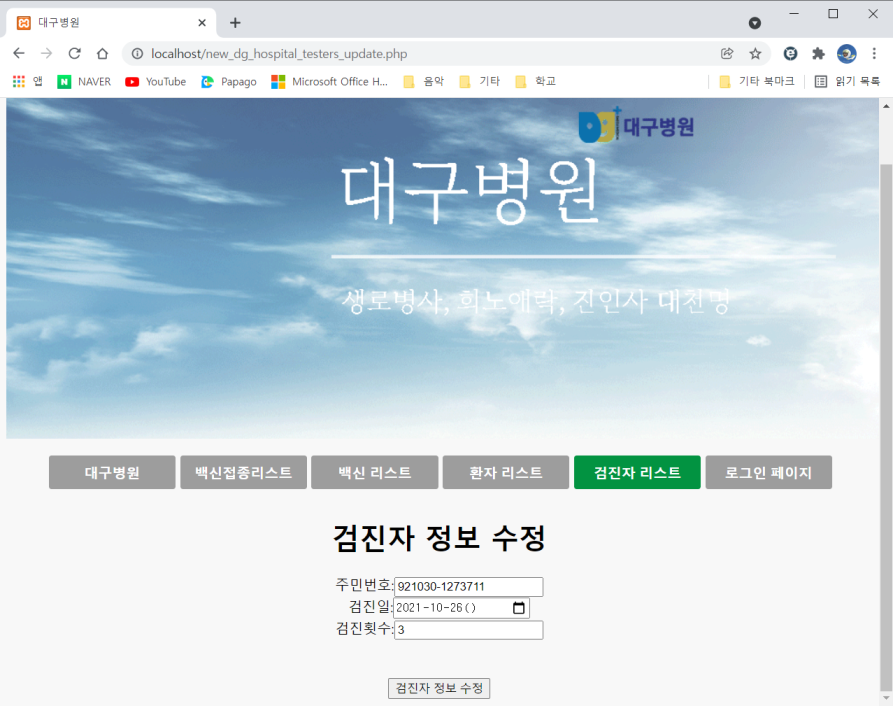 대구병원
localhost/new_dg_hospital_testers_update.php
앱 NAVER YouTube Papago Microsoft Office H... 음악 기타 학교 기타 북마크 읽기 목록
대구병원
대구병원
생로병사, 희노애락, 진인사 대천명
대구병원 백신접종리스트 백신 리스트 환자 리스트 검진자 리스트 로그인 페이지
검진자 정보 수정
주민번호:921030-1273711
검진일:2021-10-26()
검진횟수:3
검진자 정보 수정